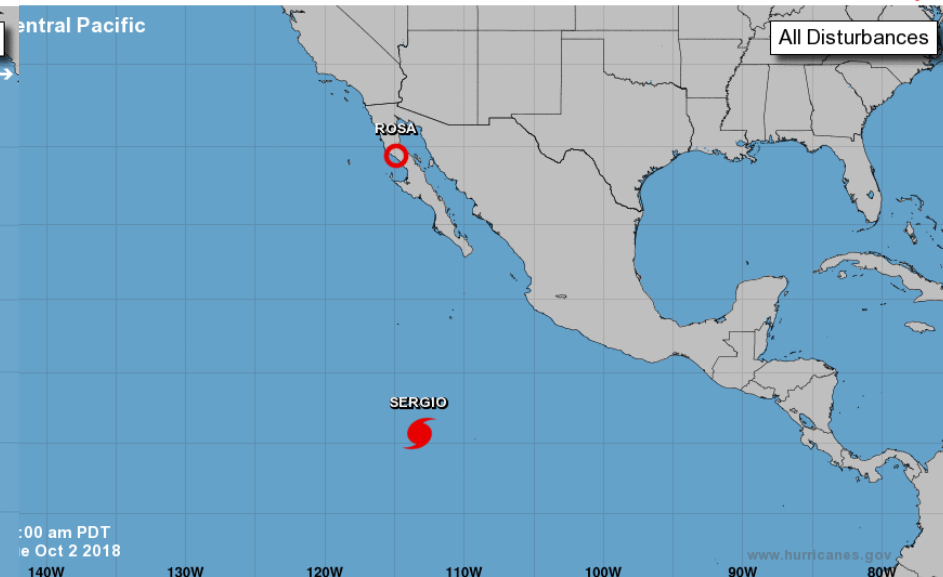 entral Pacific
All Disturbances
ROSA
SERGIO
:00 am PDT
e Oct 2 2018
www.hurricanes.gov
140W 130W 120W 110W 100W 90W 80W